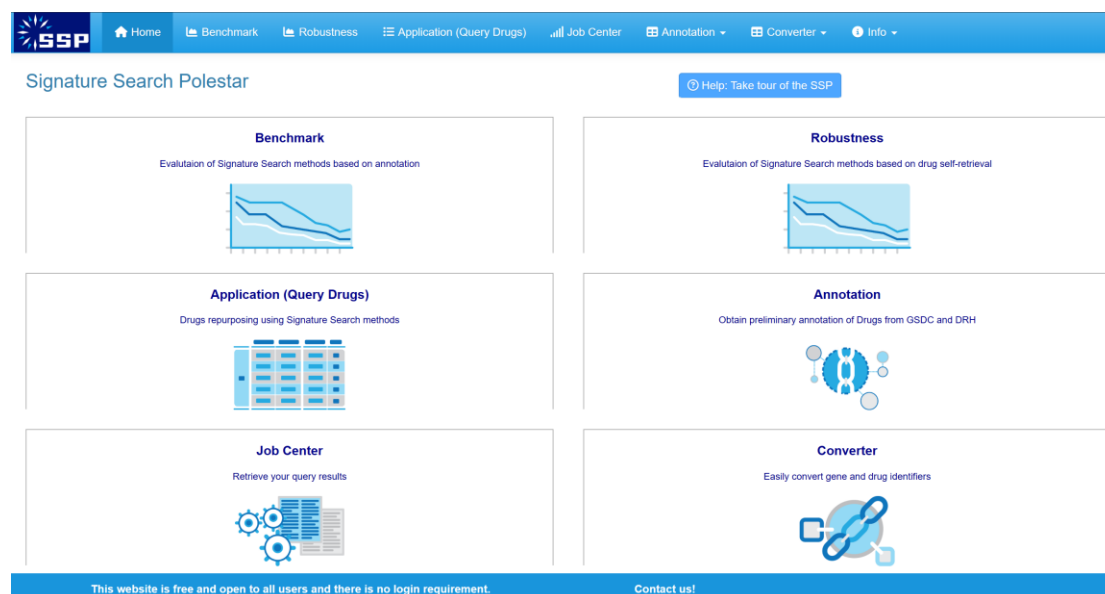 SSP
Home
Benchmark
Robustness
Application (Query Drugs)
Job Center
Annotation
Converter
Info
Signature Search Polestar
Help: Take tour of the SSP
Benchmark
Evalutaion of Signature Search methods based on annotation
Robustness
Evalutaion of Signature Search methods based on drug self-retrieval
Application (Query Drugs)
Drugs repurposing using Signature Search methods
Annotation
Obtain preliminary annotation of Drugs from GSDC and DRH
Job Center
Retrieve your query results
Converter
Easily convert gene and drug identifiers
This website is free and open to all users and there is no login requirement.
Contact us!